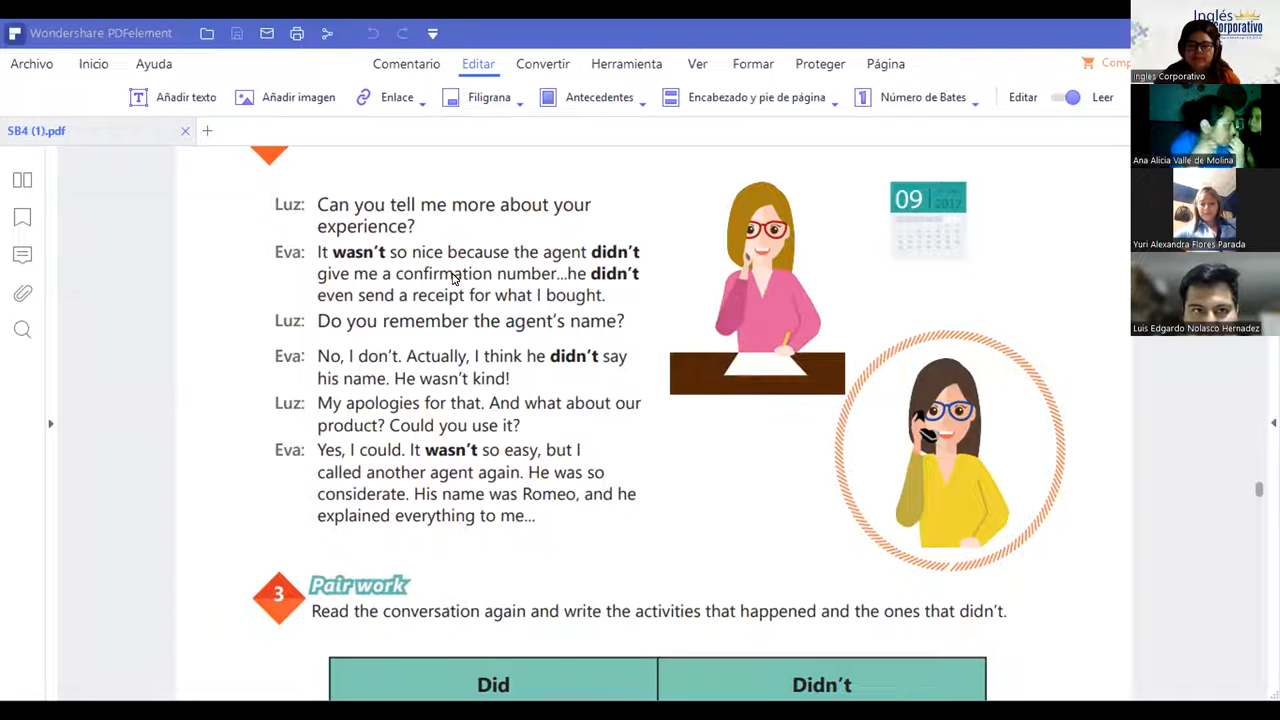 Wondershare PDFelement
Archivo Inicio Ayuda Comentario Editar Convertir Herramienta Ver Formar Proteger Página
Añadir texto Añadir imagen Enlace Filigrana Antecedentes Encabezado y pie de página Número de Bates Editar Leer
SB4 (1).pdf
Luz: Can you tell me more about your
experience?
Eva: It wasn't so nice because the agent didn't
give me a confirmation number...he didn't
even send a receipt for what I bought.
Luz: Do you remember the agent's name?
Eva: No, I don't. Actually, I think he didn't say
his name. He wasn't kind!
Luz: My apologies for that. And what about our
product? Could you use it?
Eva: Yes, I could. It wasn't so easy, but I
called another agent again. He was so
considerate. His name was Romeo, and he
explained everything to me...
09 2017
3 Pair work
Read the conversation again and write the activities that happened and the ones that didn't.
Did Didn't
Inglés
Ingles Corporativo
Ana Alicia Valle de Molina
Yuri Alexandra Flores Parada
Luis Edgardo Nolasco Hernadez